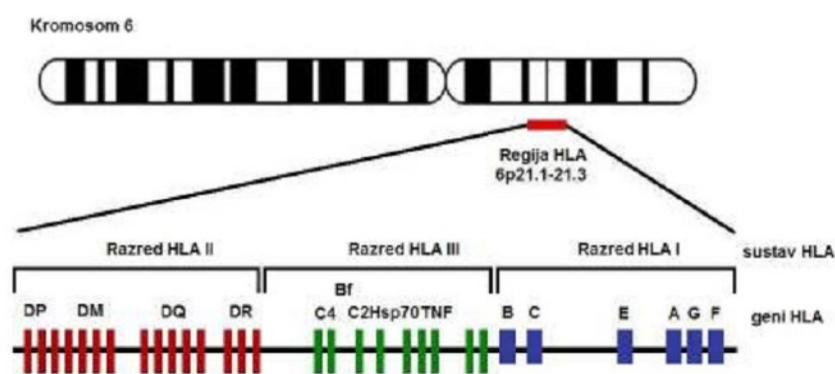 Kromosom 6
Regija HLA
6p21.1-21.3
Razred HLA II Razred HLA III Razred HLA I sustav HLA
Bf
DP DM DQ DR C4 C2Hsp70TNF B C E A G F geni HLA